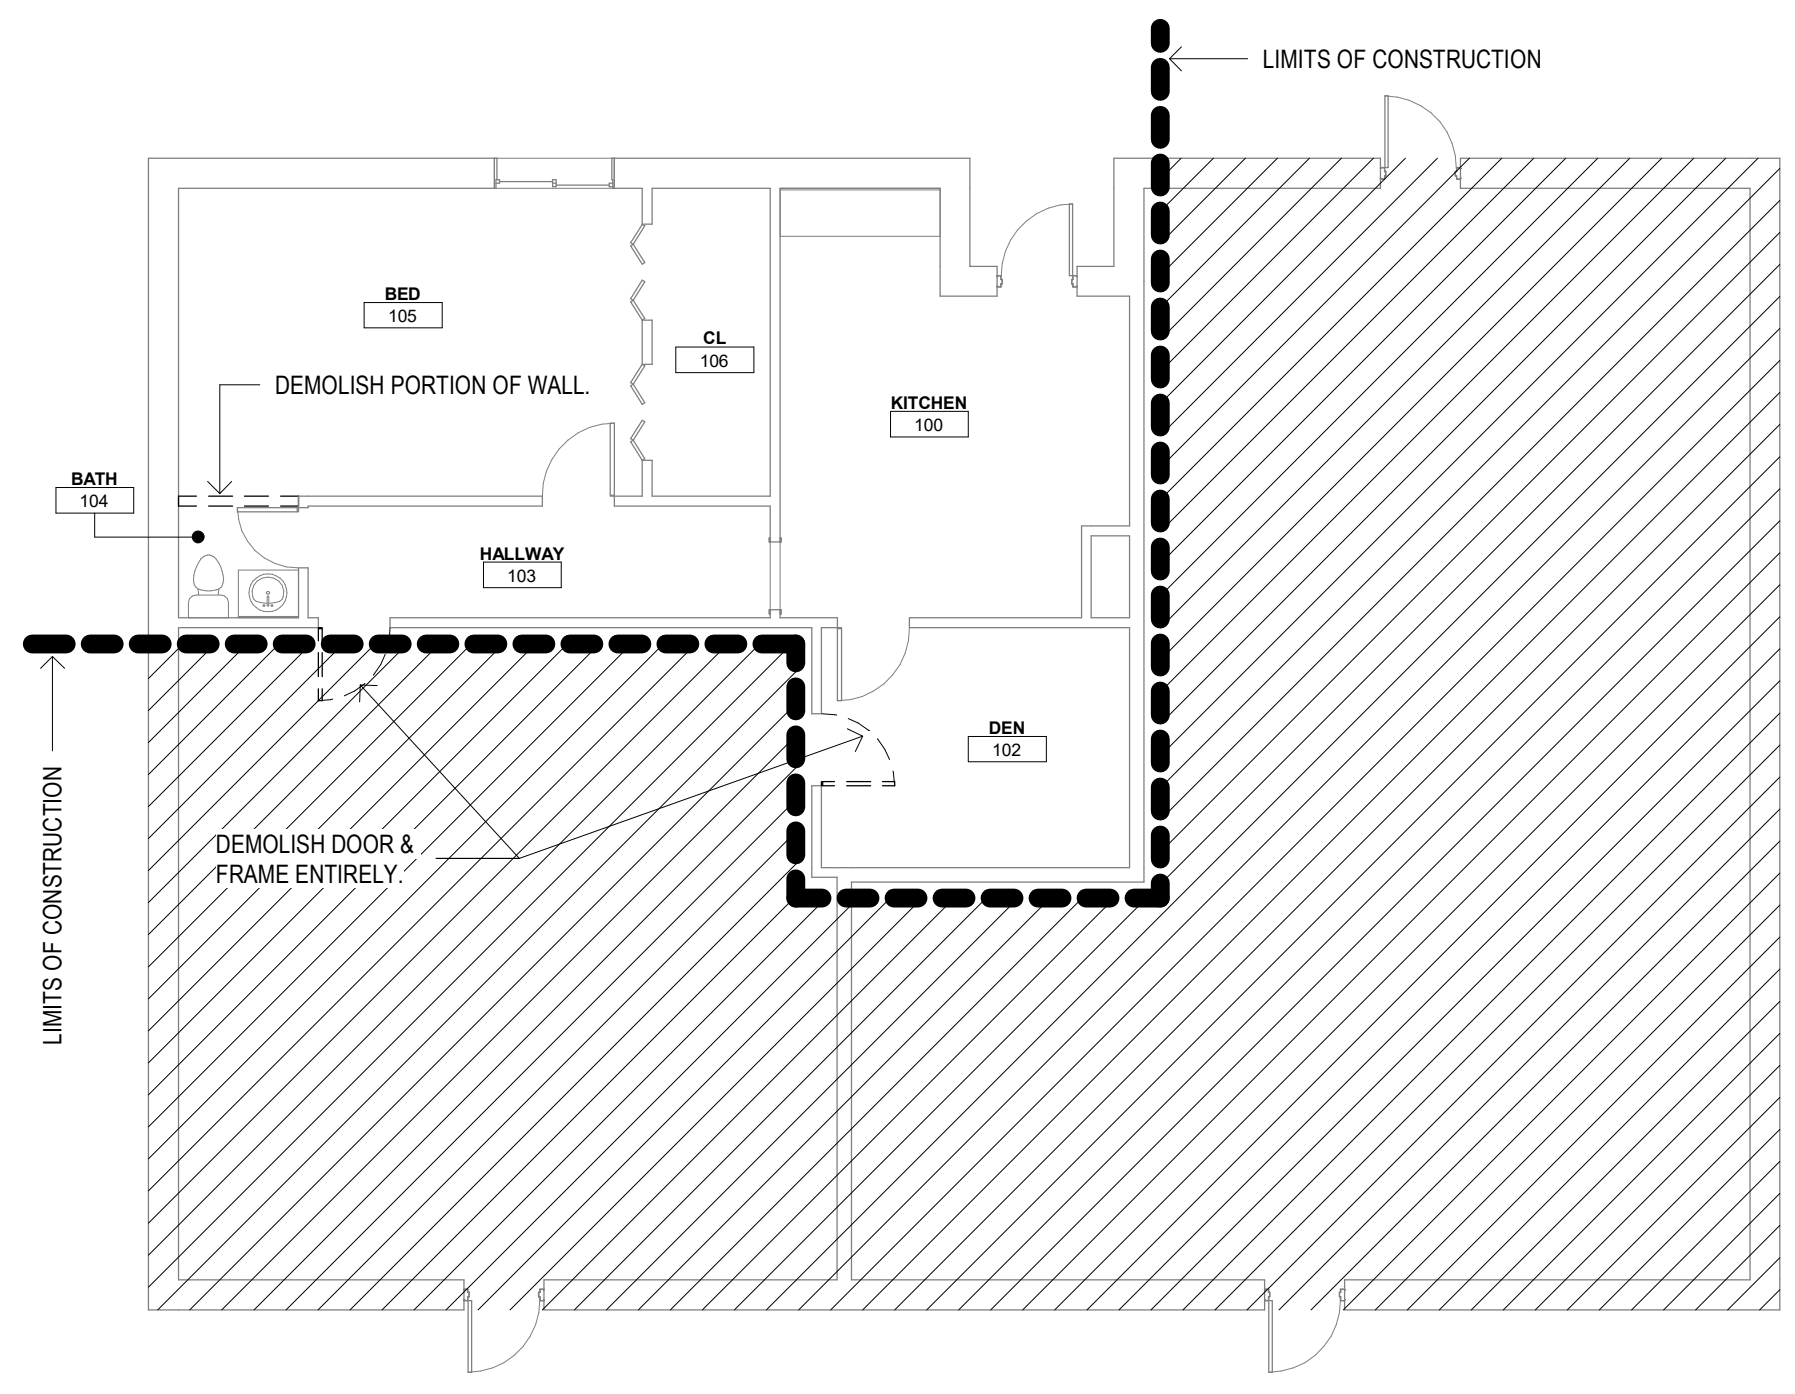 LIMITS OF CONSTRUCTION
BED
105
CL
106
DEMOLISH PORTION OF WALL.
KITCHEN
100
BATH
104
HALLWAY
103
DEN
102
LIMITS OF CONSTRUCTION
DEMOLISH DOOR &
FRAME ENTIRELY.